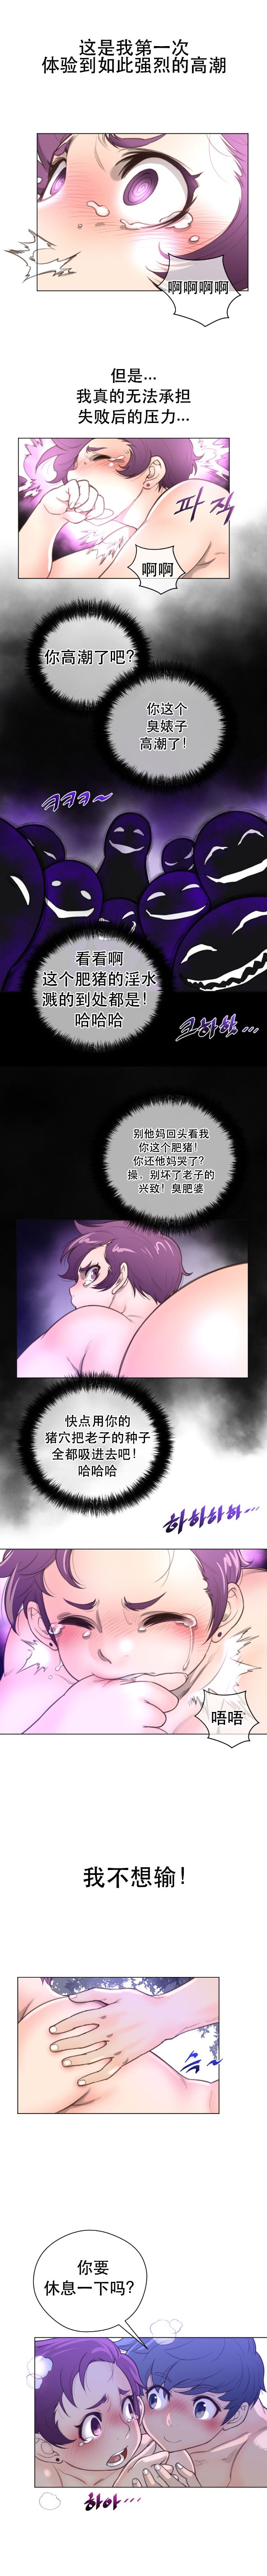 这是我第一次
体验到如此强烈的高潮
啊啊啊啊
但是...
我真的无法承担
失败后的压力...
파직
啊啊
你高潮了吧?
你这个
臭婊子
高潮了!
ㅋㅋㅋ~
看看啊
这个肥猪的淫水
溅的到处都是!
哈哈哈
크하하...
别他妈回头看我
你这个肥猪!
你还他妈哭了?
操，别坏了老子的
兴致! 臭肥婆
快点用你的
猪穴把老子的种子
全都吸进去吧!
哈哈哈
하하하하...
唔唔
我不想输!
슥~
你要
休息一下吗?
하아...